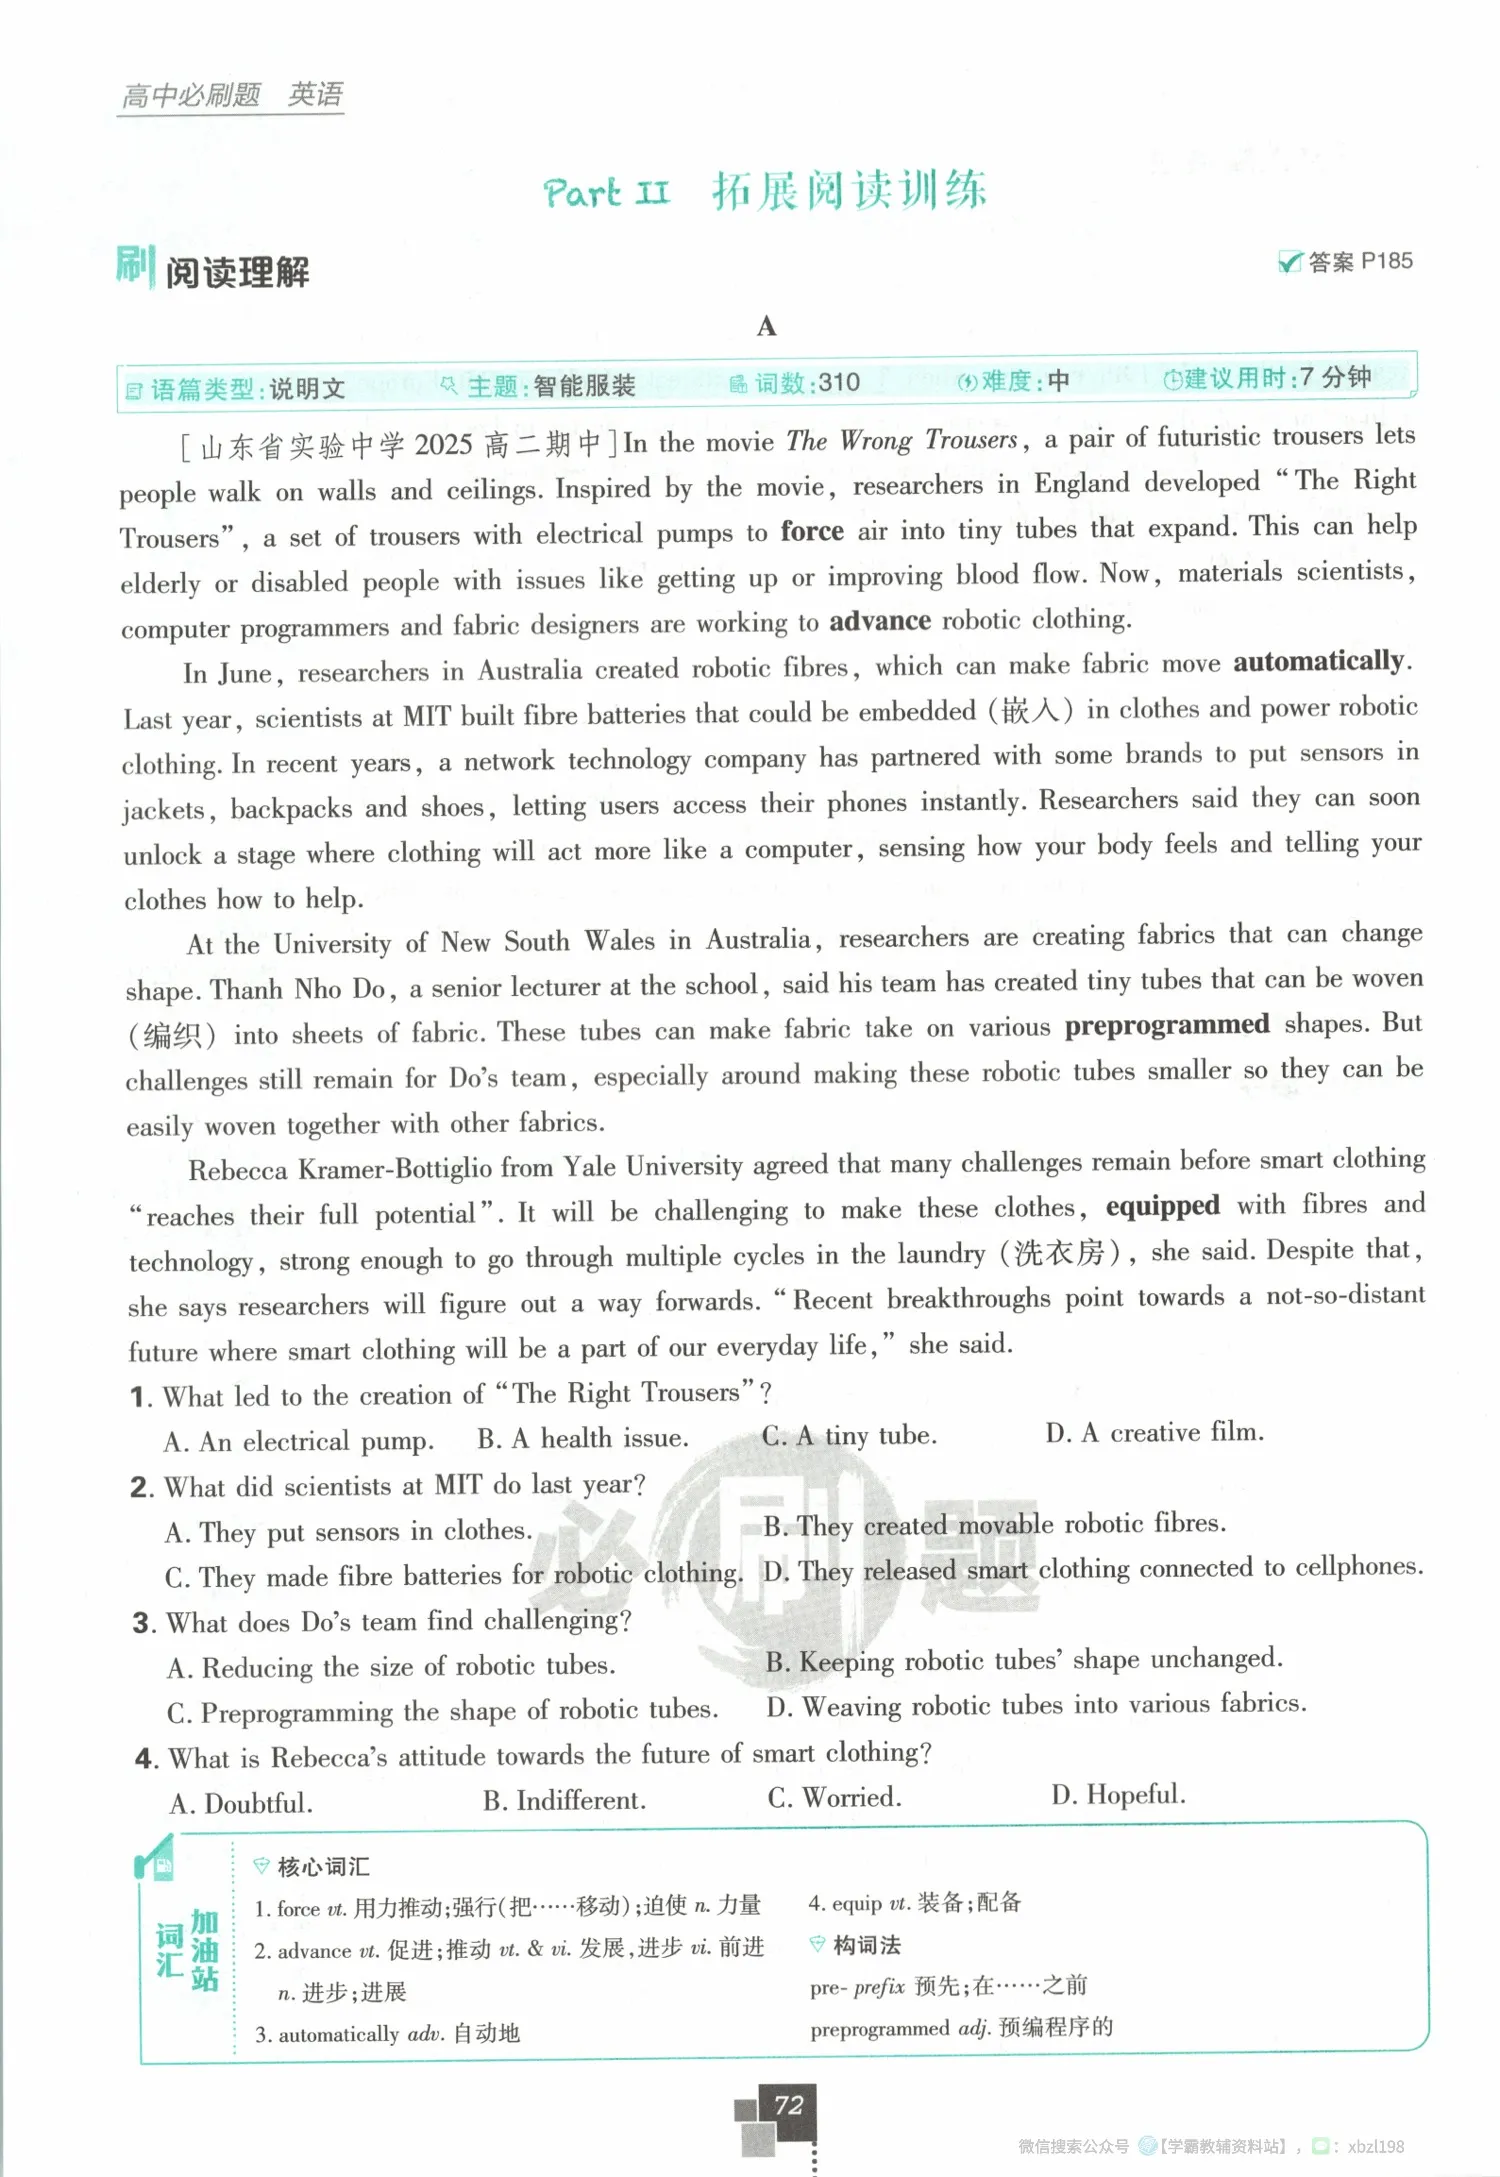 高中必刷题 英语
Part II 拓展阅读训练
刷 阅读理解
答案 P185
A
语篇类型:说明文 主题:智能服装 词数:310 难度:中 建议用时:7 分钟
[山东省实验中学 2025 高二期中]In the movie The Wrong Trousers, a pair of futuristic trousers lets
people walk on walls and ceilings. Inspired by the movie, researchers in England developed “The Right
Trousers”, a set of trousers with electrical pumps to force air into tiny tubes that expand. This can help
elderly or disabled people with issues like getting up or improving blood flow. Now, materials scientists,
computer programmers and fabric designers are working to advance robotic clothing.
In June, researchers in Australia created robotic fibres, which can make fabric move automatically.
Last year, scientists at MIT built fibre batteries that could be embedded (嵌入) in clothes and power robotic
clothing. In recent years, a network technology company has partnered with some brands to put sensors in
jackets, backpacks and shoes, letting users access their phones instantly. Researchers said they can soon
unlock a stage where clothing will act more like a computer, sensing how your body feels and telling your
clothes how to help.
At the University of New South Wales in Australia, researchers are creating fabrics that can change
shape. Thanh Nho Do, a senior lecturer at the school, said his team has created tiny tubes that can be woven
(编织) into sheets of fabric. These tubes can make fabric take on various preprogrammed shapes. But
challenges still remain for Do’s team, especially around making these robotic tubes smaller so they can be
easily woven together with other fabrics.
Rebecca Kramer-Bottiglio from Yale University agreed that many challenges remain before smart clothing
“reaches their full potential”. It will be challenging to make these clothes, equipped with fibres and
technology, strong enough to go through multiple cycles in the laundry (洗衣房), she said. Despite that,
she says researchers will figure out a way forwards. “Recent breakthroughs point towards a not-so-distant
future where smart clothing will be a part of our everyday life,” she said.
1. What led to the creation of “The Right Trousers”?
A. An electrical pump. B. A health issue. C. A tiny tube. D. A creative film.
2. What did scientists at MIT do last year?
A. They put sensors in clothes. B. They created movable robotic fibres.
C. They made fibre batteries for robotic clothing. D. They released smart clothing connected to cellphones.
3. What does Do’s team find challenging?
A. Reducing the size of robotic tubes. B. Keeping robotic tubes’ shape unchanged.
C. Preprogramming the shape of robotic tubes. D. Weaving robotic tubes into various fabrics.
4. What is Rebecca’s attitude towards the future of smart clothing?
A. Doubtful. B. Indifferent. C. Worried. D. Hopeful.
必刷题
词汇加油站
核心词汇
1. force vt. 用力推动;强行(把……移动);迫使 n. 力量
2. advance vt. 促进;推动 vt. & vi. 发展,进步 vi. 前进
n. 进步;进展
3. automatically adv. 自动地
4. equip vt. 装备;配备
构词法
pre- prefix 预先;在……之前
preprogrammed adj. 预编程序的
72
微信搜索公众号【学霸教辅资料站】，：xbzl198